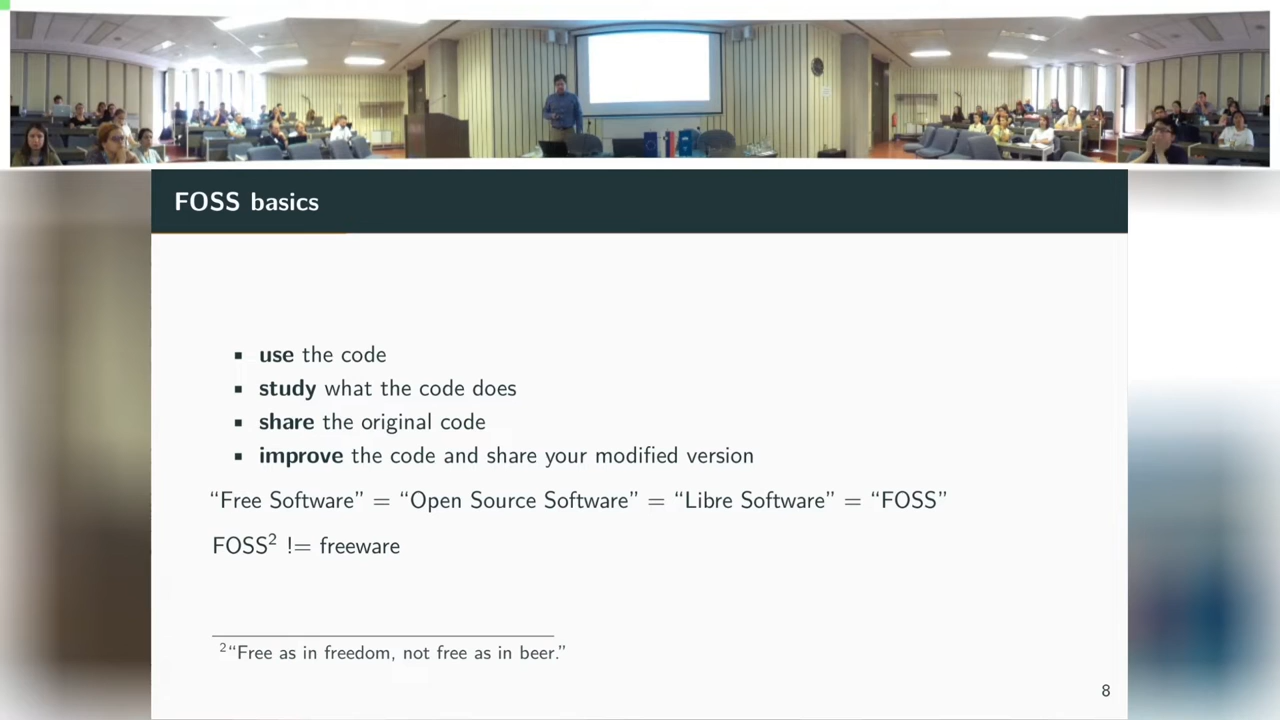 FOSS basics
▪ use the code
▪ study what the code does
▪ share the original code
▪ improve the code and share your modified version
“Free Software” = “Open Source Software” = “Libre Software” = “FOSS”
FOSS² != freeware
²“Free as in freedom, not free as in beer.”
8